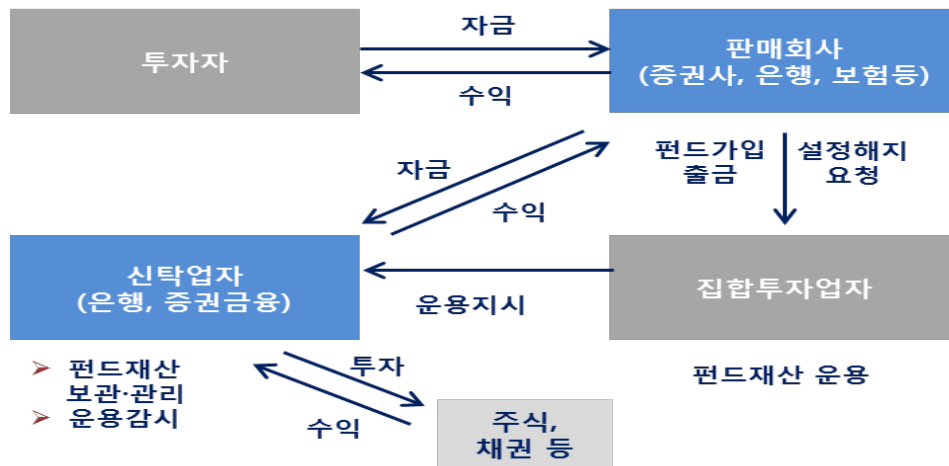 투자자
자금
수익
판매회사
(증권사, 은행, 보험등)
자금
수익
펀드가입
출금
설정해지
요청
신탁업자
(은행, 증권금융)
운용지시
집합투자업자
펀드재산
보관·관리
운용감시
투자
수익
펀드재산 운용
주식,
채권 등